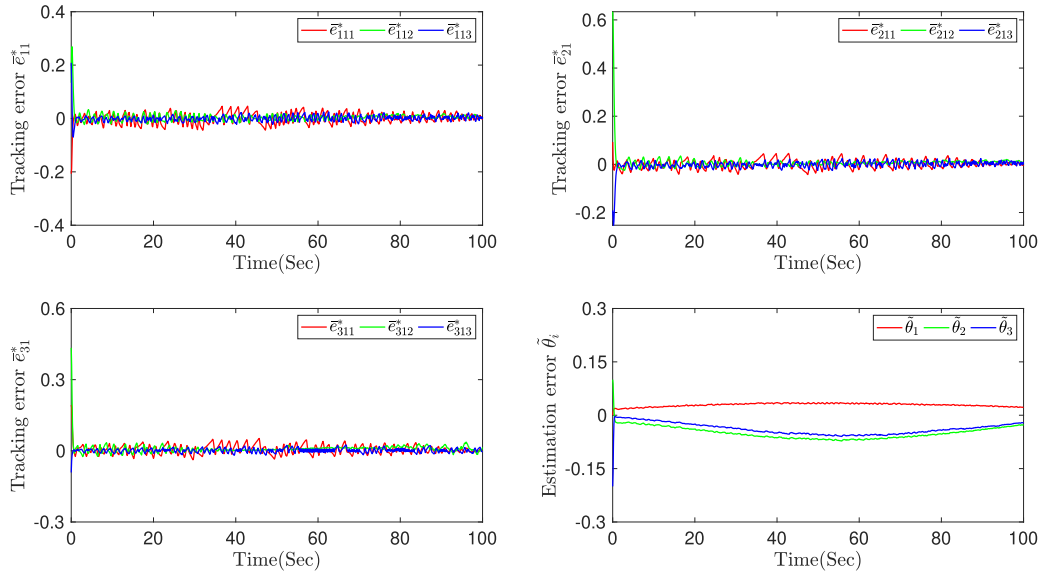 0.4
0.2
0
-0.2
-0.4
Tracking error ē*₁₁
ē*₁₁₁ ē*₁₁₂ ē*₁₁₃
0 20 40 60 80 100
Time(Sec)
0.6
0.4
0.2
0
-0.2
Tracking error ē*₂₁
ē*₂₁₁ ē*₂₁₂ ē*₂₁₃
0 20 40 60 80 100
Time(Sec)
0.6
0.3
0
-0.3
Tracking error ē*₃₁
ē*₃₁₁ ē*₃₁₂ ē*₃₁₃
0 20 40 60 80 100
Time(Sec)
0.3
0.15
0
-0.15
-0.3
Estimation error θ̃ᵢ
θ̃₁ θ̃₂ θ̃₃
0 20 40 60 80 100
Time(Sec)